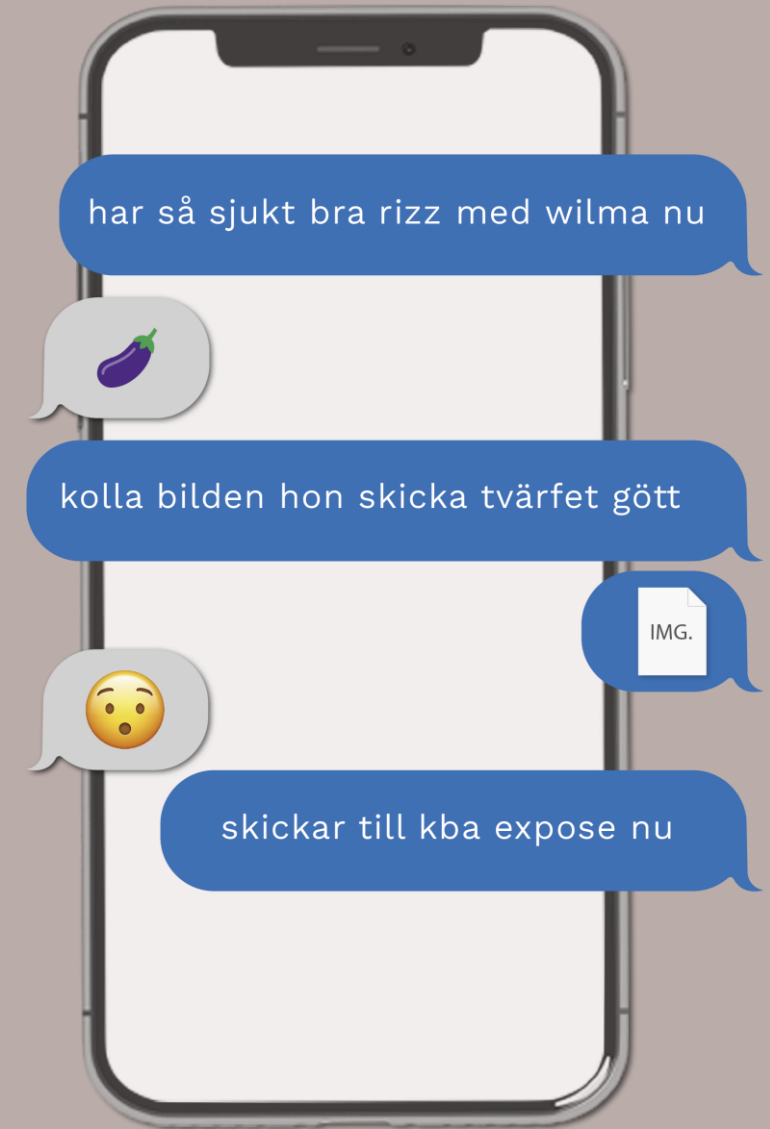 har så sjukt bra rizz med wilma nu
🍆
kolla bilden hon skicka tvärfet gött
IMG.
😯
skickar till kba expose nu